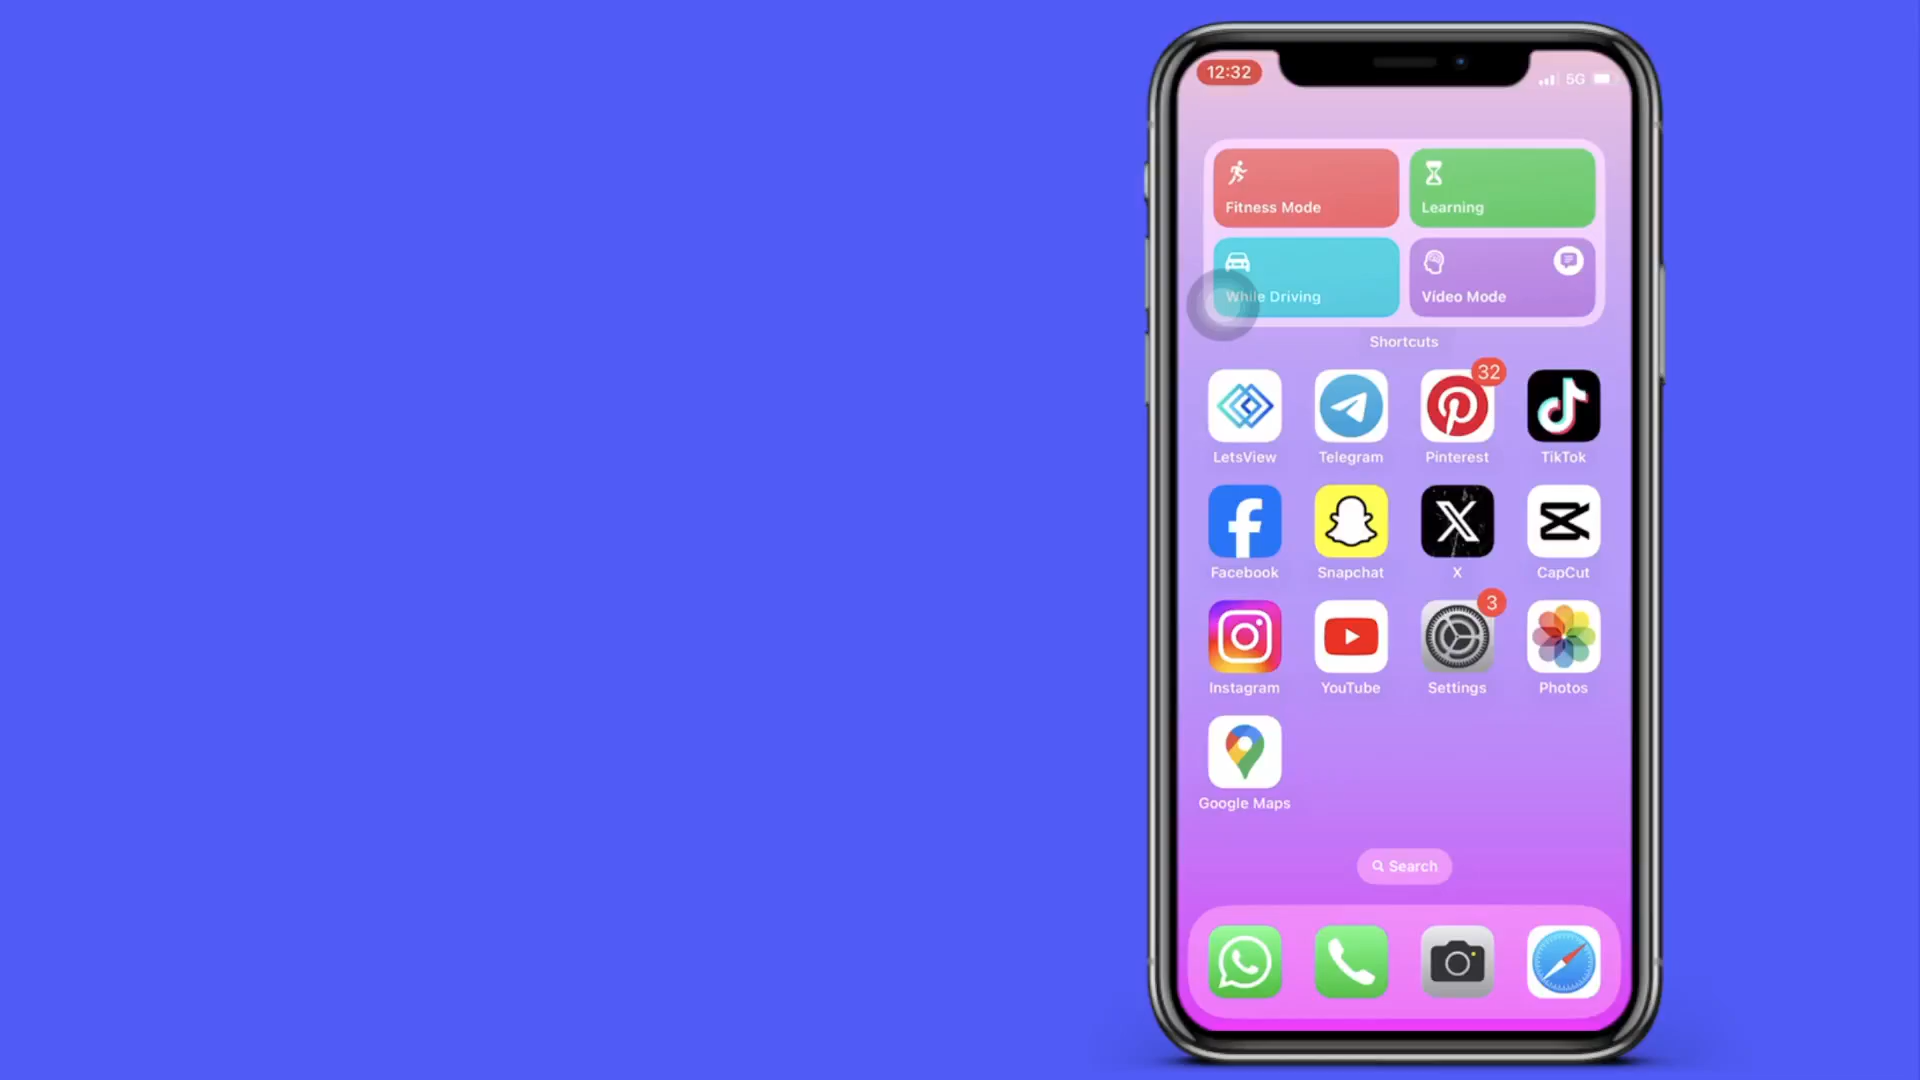 12:32
5G
Fitness Mode
Learning
While Driving
Vídeo Mode
Shortcuts
32
LetsView
Telegram
Pinterest
TikTok
Facebook
Snapchat
X
CapCut
3
Instagram
YouTube
Settings
Photos
Google Maps
Search